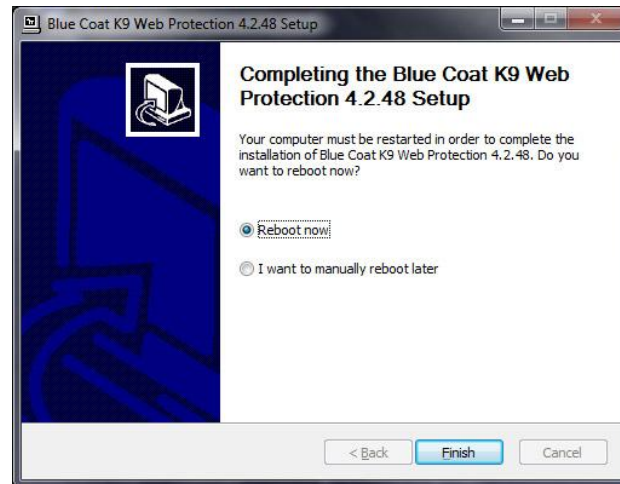 Blue Coat K9 Web Protection 4.2.48 Setup
Completing the Blue Coat K9 Web
Protection 4.2.48 Setup
Your computer must be restarted in order to complete the
installation of Blue Coat K9 Web Protection 4.2.48. Do you
want to reboot now?
Reboot now
I want to manually reboot later
< Back Finish Cancel